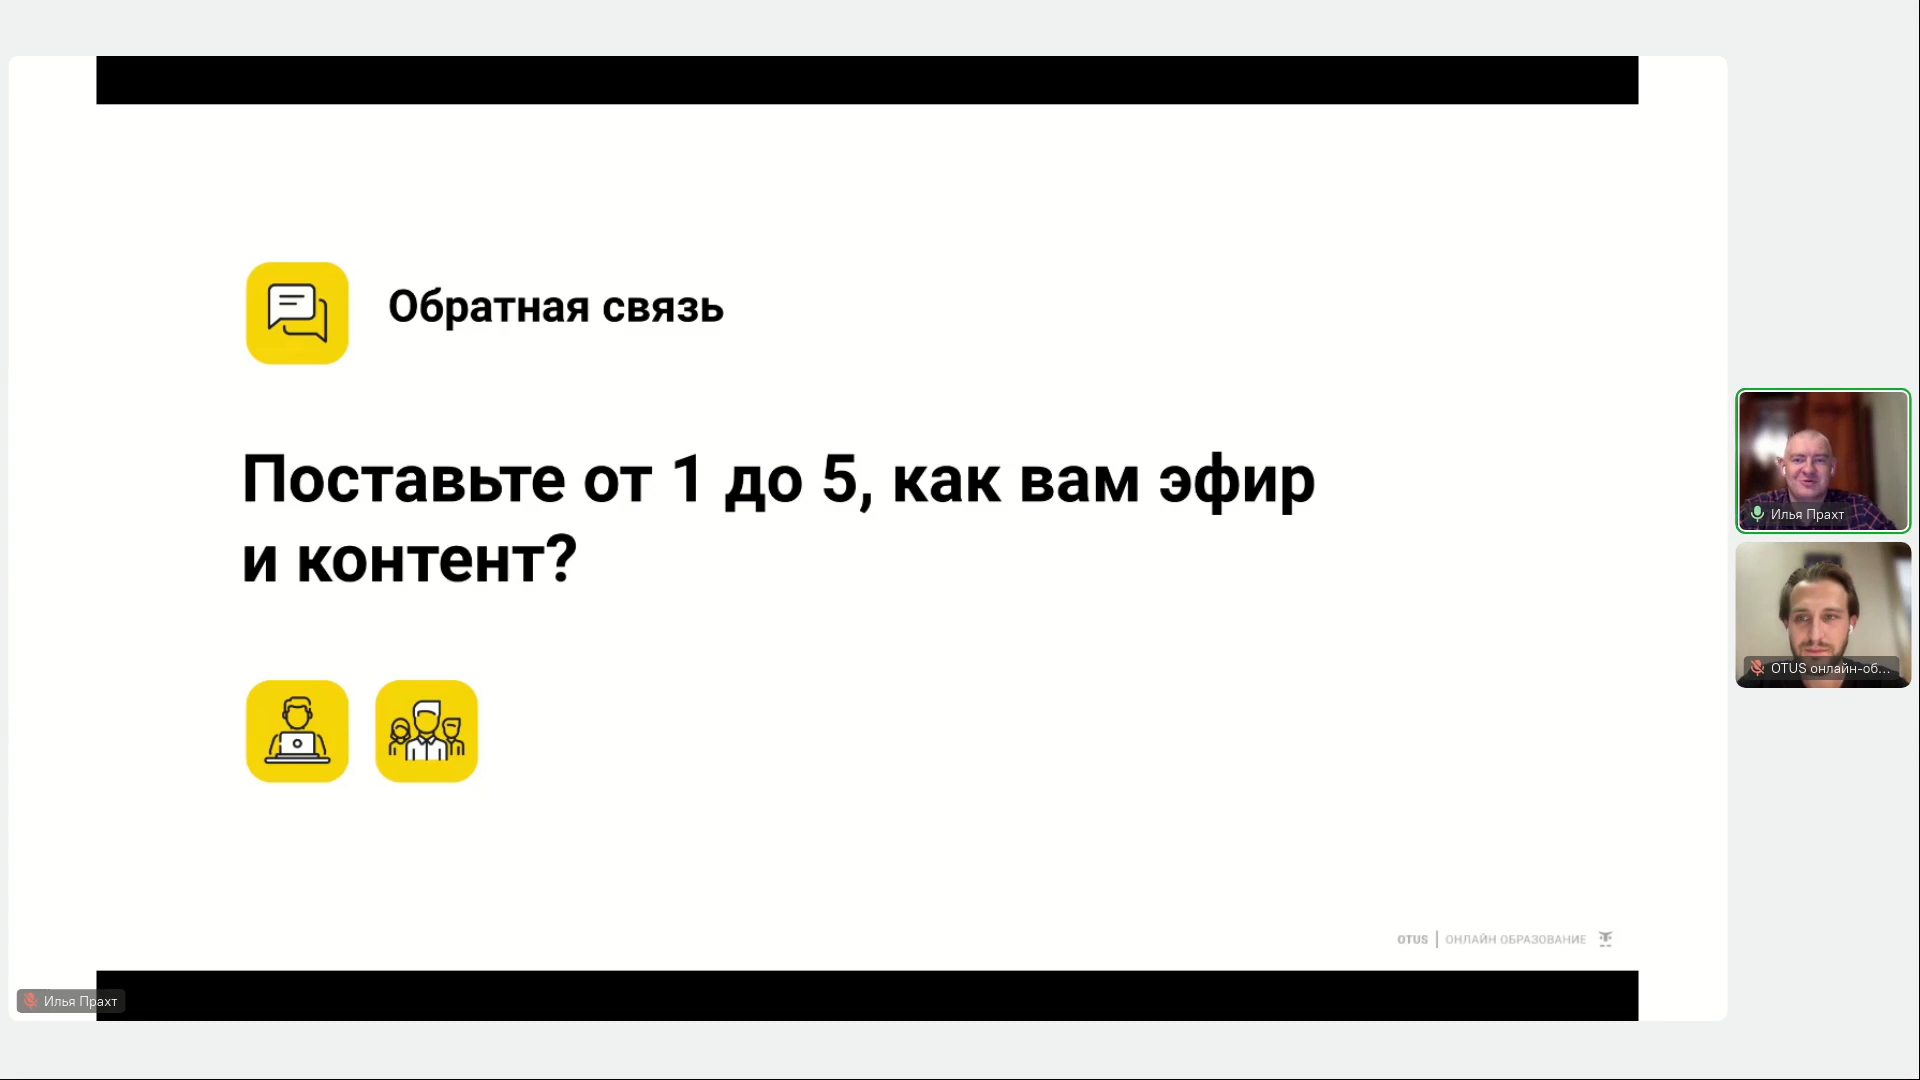 Обратная связь
Поставьте от 1 до 5, как вам эфир
и контент?
OTUS | ОНЛАЙН ОБРАЗОВАНИЕ
Илья Прахт
Илья Прахт
OTUS онлайн-об...